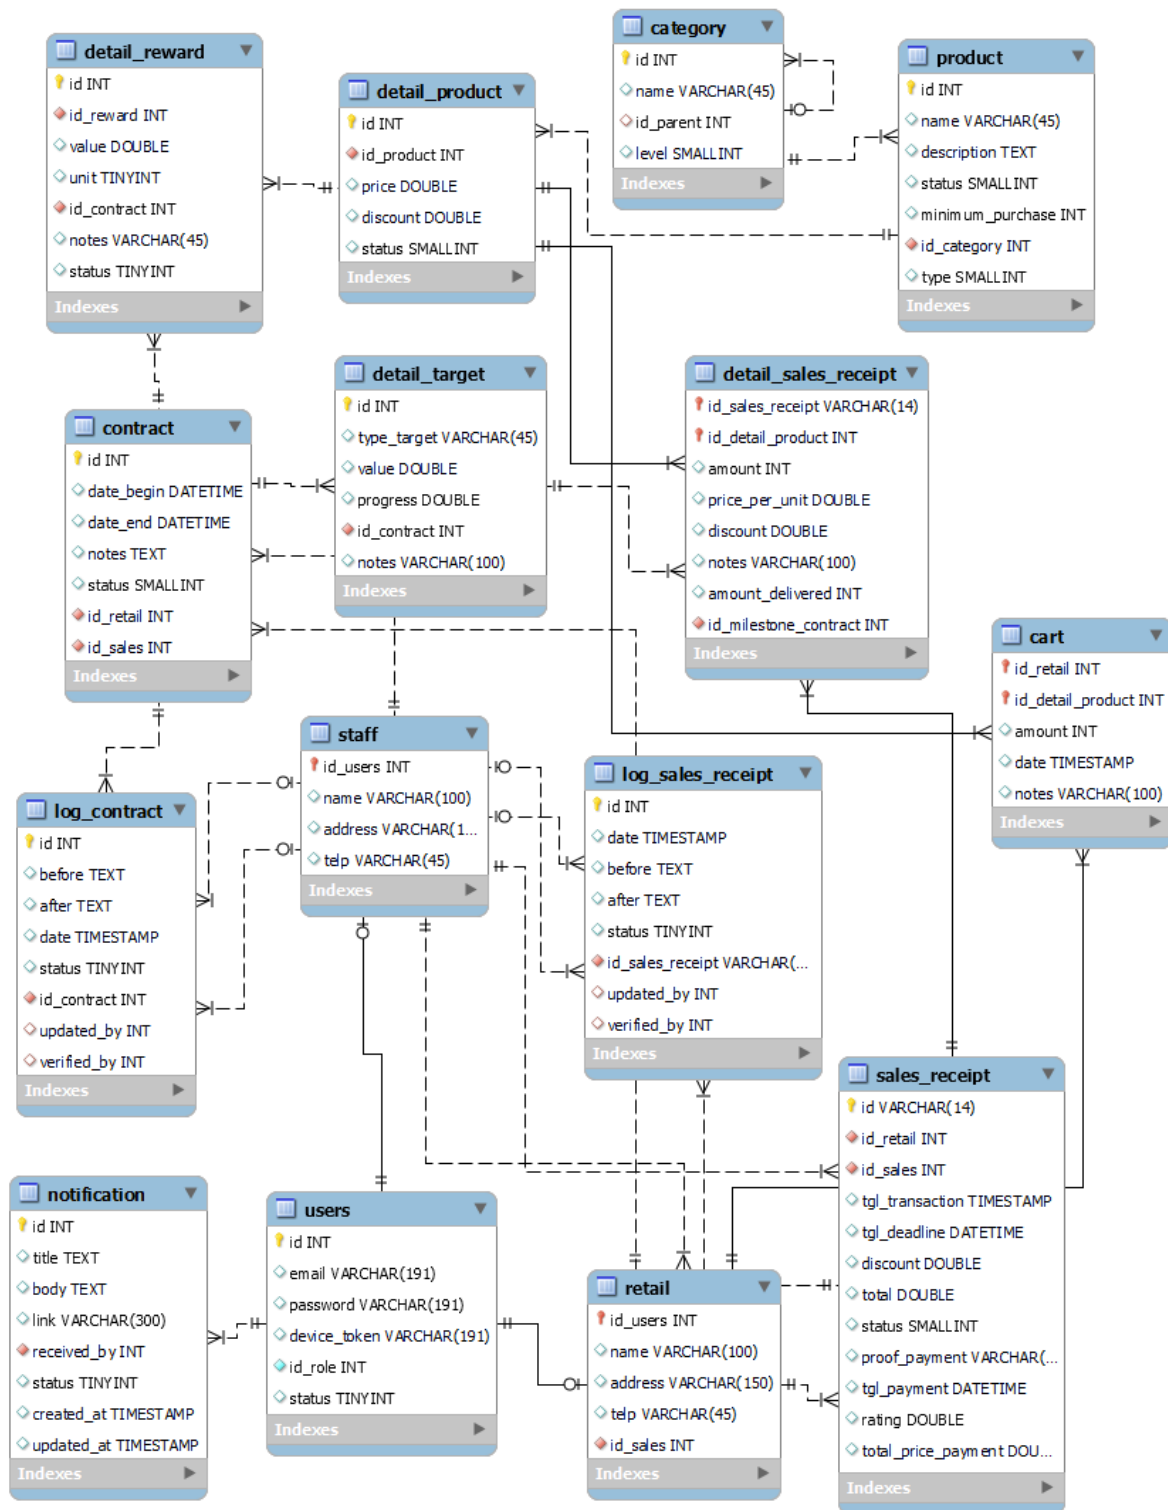 detail_reward
id INT
id_reward INT
value DOUBLE
unit TINYINT
id_contract INT
notes VARCHAR(45)
status TINYINT
Indexes
detail_product
id INT
id_product INT
price DOUBLE
discount DOUBLE
status SMALLINT
Indexes
category
id INT
name VARCHAR(45)
id_parent INT
level SMALLINT
Indexes
product
id INT
name VARCHAR(45)
description TEXT
status SMALLINT
minimum_purchase INT
id_category INT
type SMALLINT
Indexes
contract
id INT
date_begin DATETIME
date_end DATETIME
notes TEXT
status SMALLINT
id_retail INT
id_sales INT
Indexes
detail_target
id INT
type_target VARCHAR(45)
value DOUBLE
progress DOUBLE
id_contract INT
notes VARCHAR(100)
Indexes
detail_sales_receipt
id_sales_receipt VARCHAR(14)
id_detail_product INT
amount INT
price_per_unit DOUBLE
discount DOUBLE
notes VARCHAR(100)
amount_delivered INT
id_milestone_contract INT
Indexes
cart
id_retail INT
id_detail_product INT
amount INT
date TIMESTAMP
notes VARCHAR(100)
Indexes
log_contract
id INT
before TEXT
after TEXT
date TIMESTAMP
status TINYINT
id_contract INT
updated_by INT
verified_by INT
Indexes
staff
id_users INT
name VARCHAR(100)
address VARCHAR(1...
telp VARCHAR(45)
Indexes
log_sales_receipt
id INT
date TIMESTAMP
before TEXT
after TEXT
status TINYINT
id_sales_receipt VARCHAR(...
updated_by INT
verified_by INT
Indexes
sales_receipt
id VARCHAR(14)
id_retail INT
id_sales INT
tgl_transaction TIMESTAMP
tgl_deadline DATETIME
discount DOUBLE
total DOUBLE
status SMALLINT
proof_payment VARCHAR(...
tgl_payment DATETIME
rating DOUBLE
total_price_payment DOU...
Indexes
notification
id INT
title TEXT
body TEXT
link VARCHAR(300)
received_by INT
status TINYINT
created_at TIMESTAMP
updated_at TIMESTAMP
Indexes
users
id INT
email VARCHAR(191)
password VARCHAR(191)
device_token VARCHAR(191)
id_role INT
status TINYINT
Indexes
retail
id_users INT
name VARCHAR(100)
address VARCHAR(150)
telp VARCHAR(45)
id_sales INT
Indexes